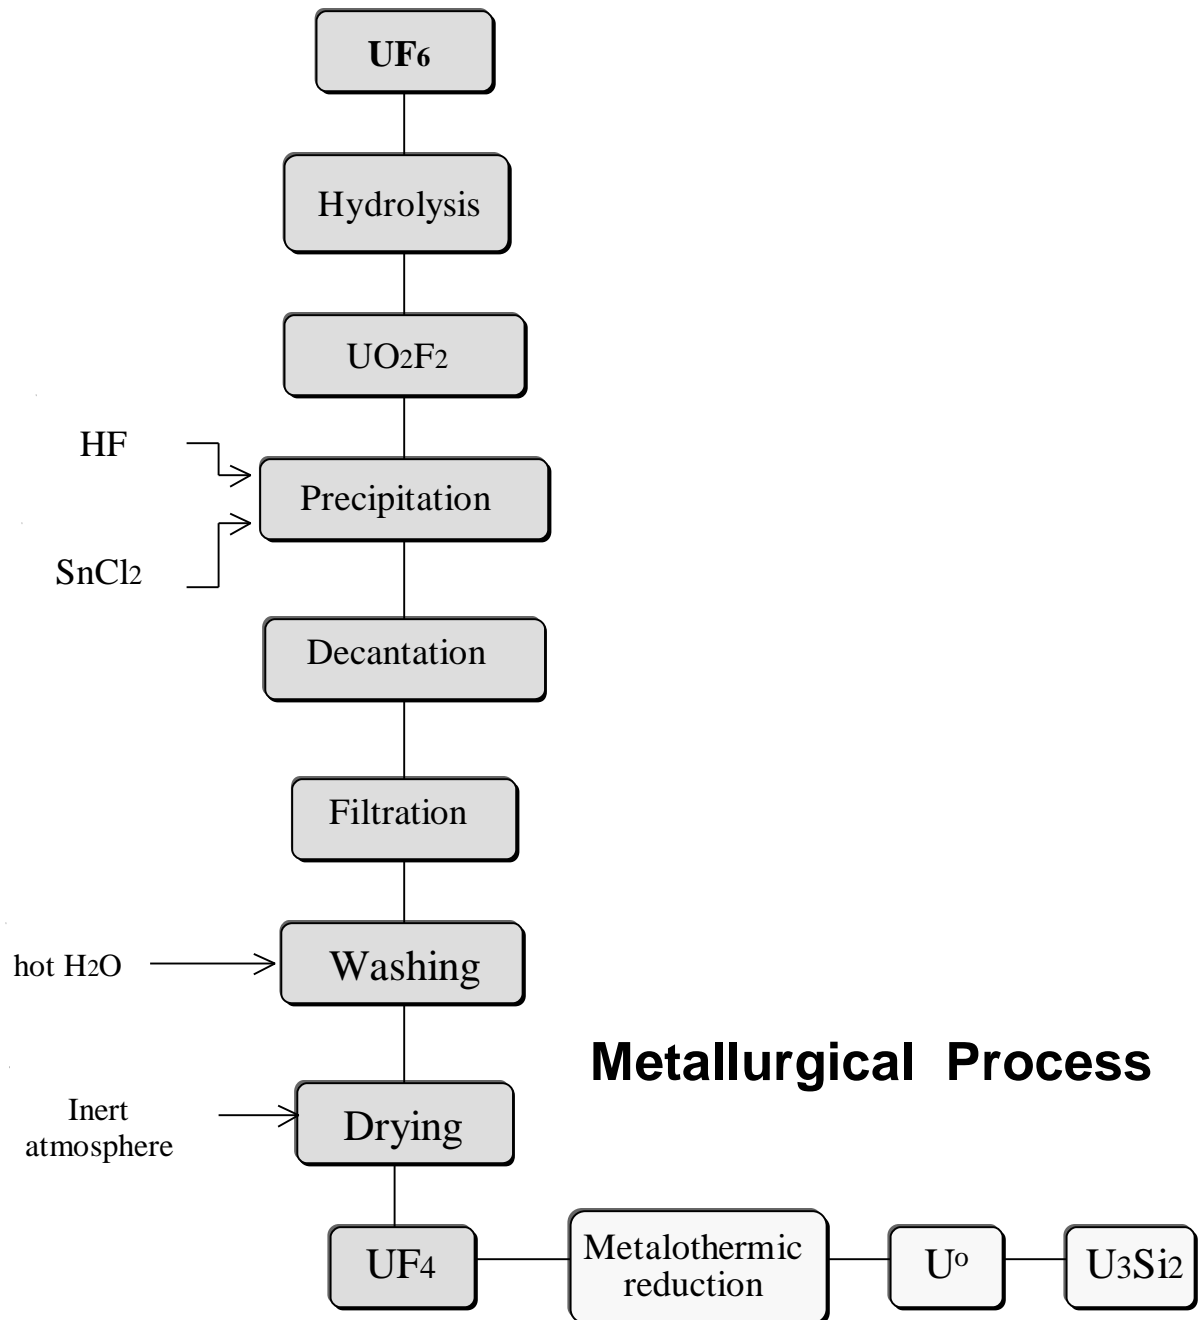 UF6
Hydrolysis
UO2F2
HF
Precipitation
SnCl2
Decantation
Filtration
hot H2O
Washing
Metallurgical Process
Inert
atmosphere
Drying
UF4
Metalothermic
reduction
Uº
U3Si2